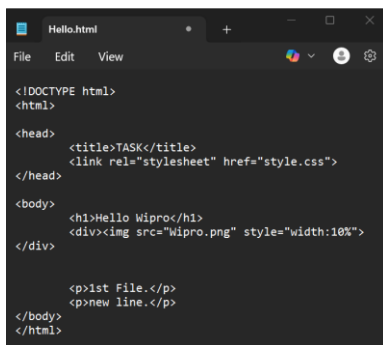 Hello.html
File Edit View
<!DOCTYPE html>
<html>
<head>
<title>TASK</title>
<link rel="stylesheet" href="style.css">
</head>
<body>
<h1>Hello Wipro</h1>
<div><img src="Wipro.png" style="width:10%">
</div>
<p>1st File.</p>
<p>new line.</p>
</body>
</html>